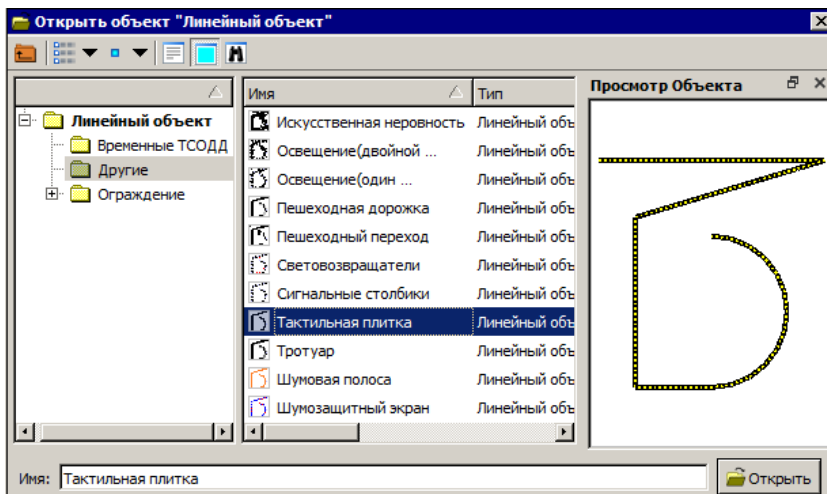 Открыть объект "Линейный объект"
Линейный объект
Временные ТСОДД
Другие
Ограждение
Имя Тип
Искусственная неровность Линейный объ
Освещение(двойной ... Линейный объ
Освещение(один ... Линейный объ
Пешеходная дорожка Линейный объ
Пешеходный переход Линейный объ
Световозвращатели Линейный объ
Сигнальные столбики Линейный объ
Тактильная плитка Линейный объ
Тротуар Линейный объ
Шумовая полоса Линейный объ
Шумозащитный экран Линейный объ
Просмотр Объекта
Имя: Тактильная плитка Открыть